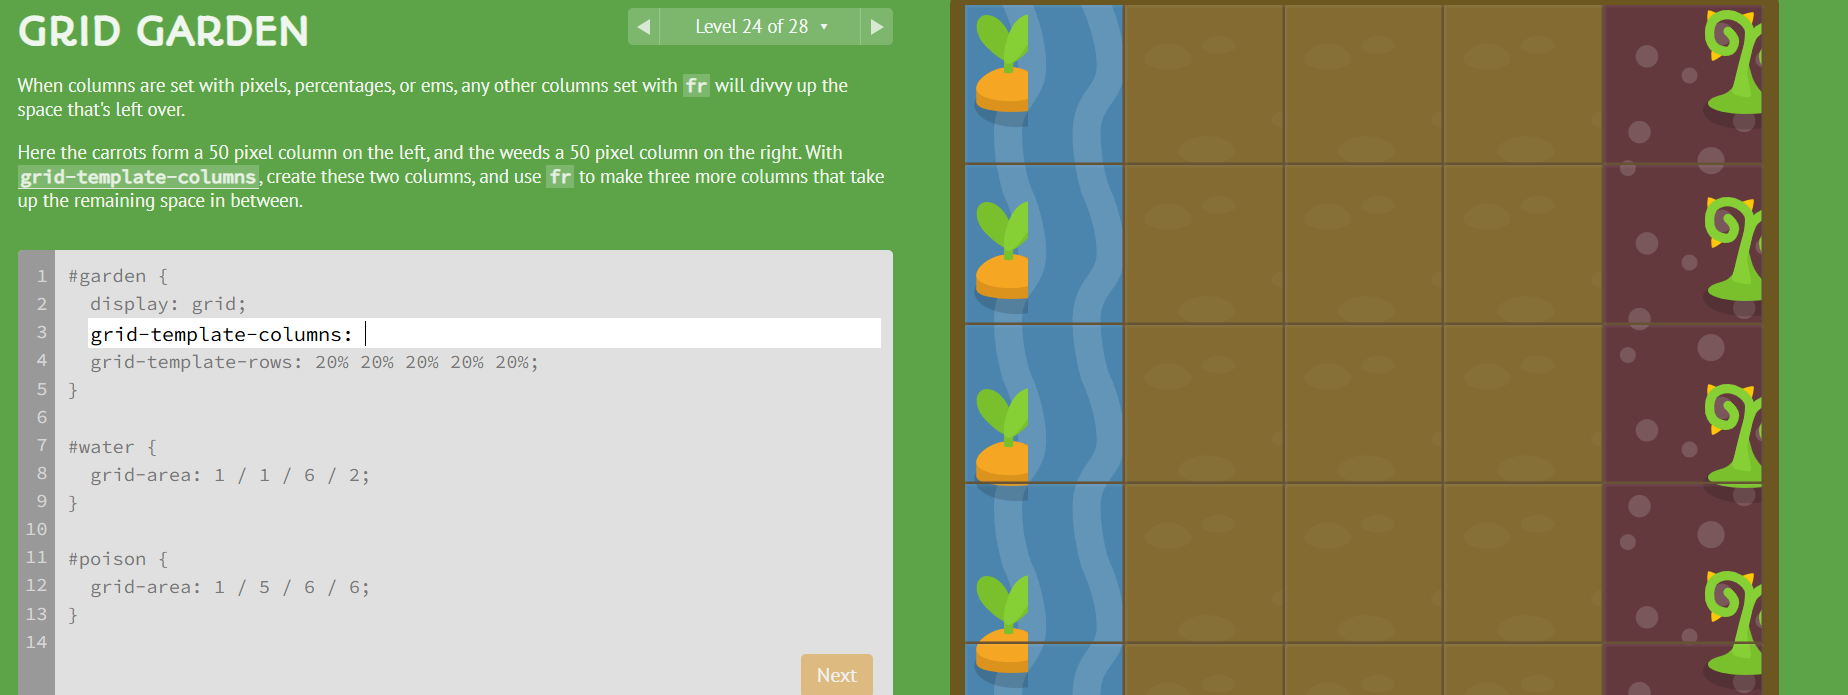 GRID GARDEN
◀ Level 24 of 28 ▼ ▶
When columns are set with pixels, percentages, or ems, any other columns set with fr will divvy up the
space that's left over.
Here the carrots form a 50 pixel column on the left, and the weeds a 50 pixel column on the right. With
grid-template-columns, create these two columns, and use fr to make three more columns that take
up the remaining space in between.
1 #garden {
2 display: grid;
3 grid-template-columns:
4 grid-template-rows: 20% 20% 20% 20% 20%;
5 }
6
7 #water {
8 grid-area: 1 / 1 / 6 / 2;
9 }
10
11 #poison {
12 grid-area: 1 / 5 / 6 / 6;
13 }
14
Next